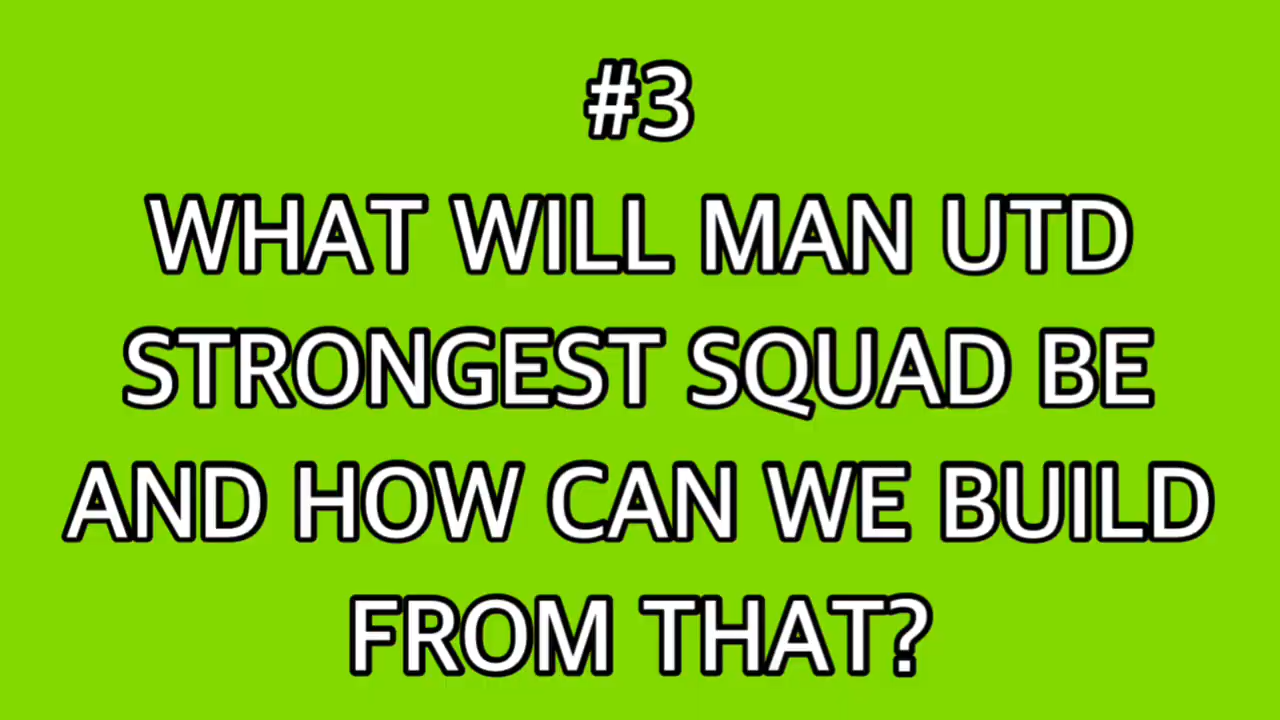 #3
WHAT WILL MAN UTD
STRONGEST SQUAD BE
AND HOW CAN WE BUILD
FROM THAT?